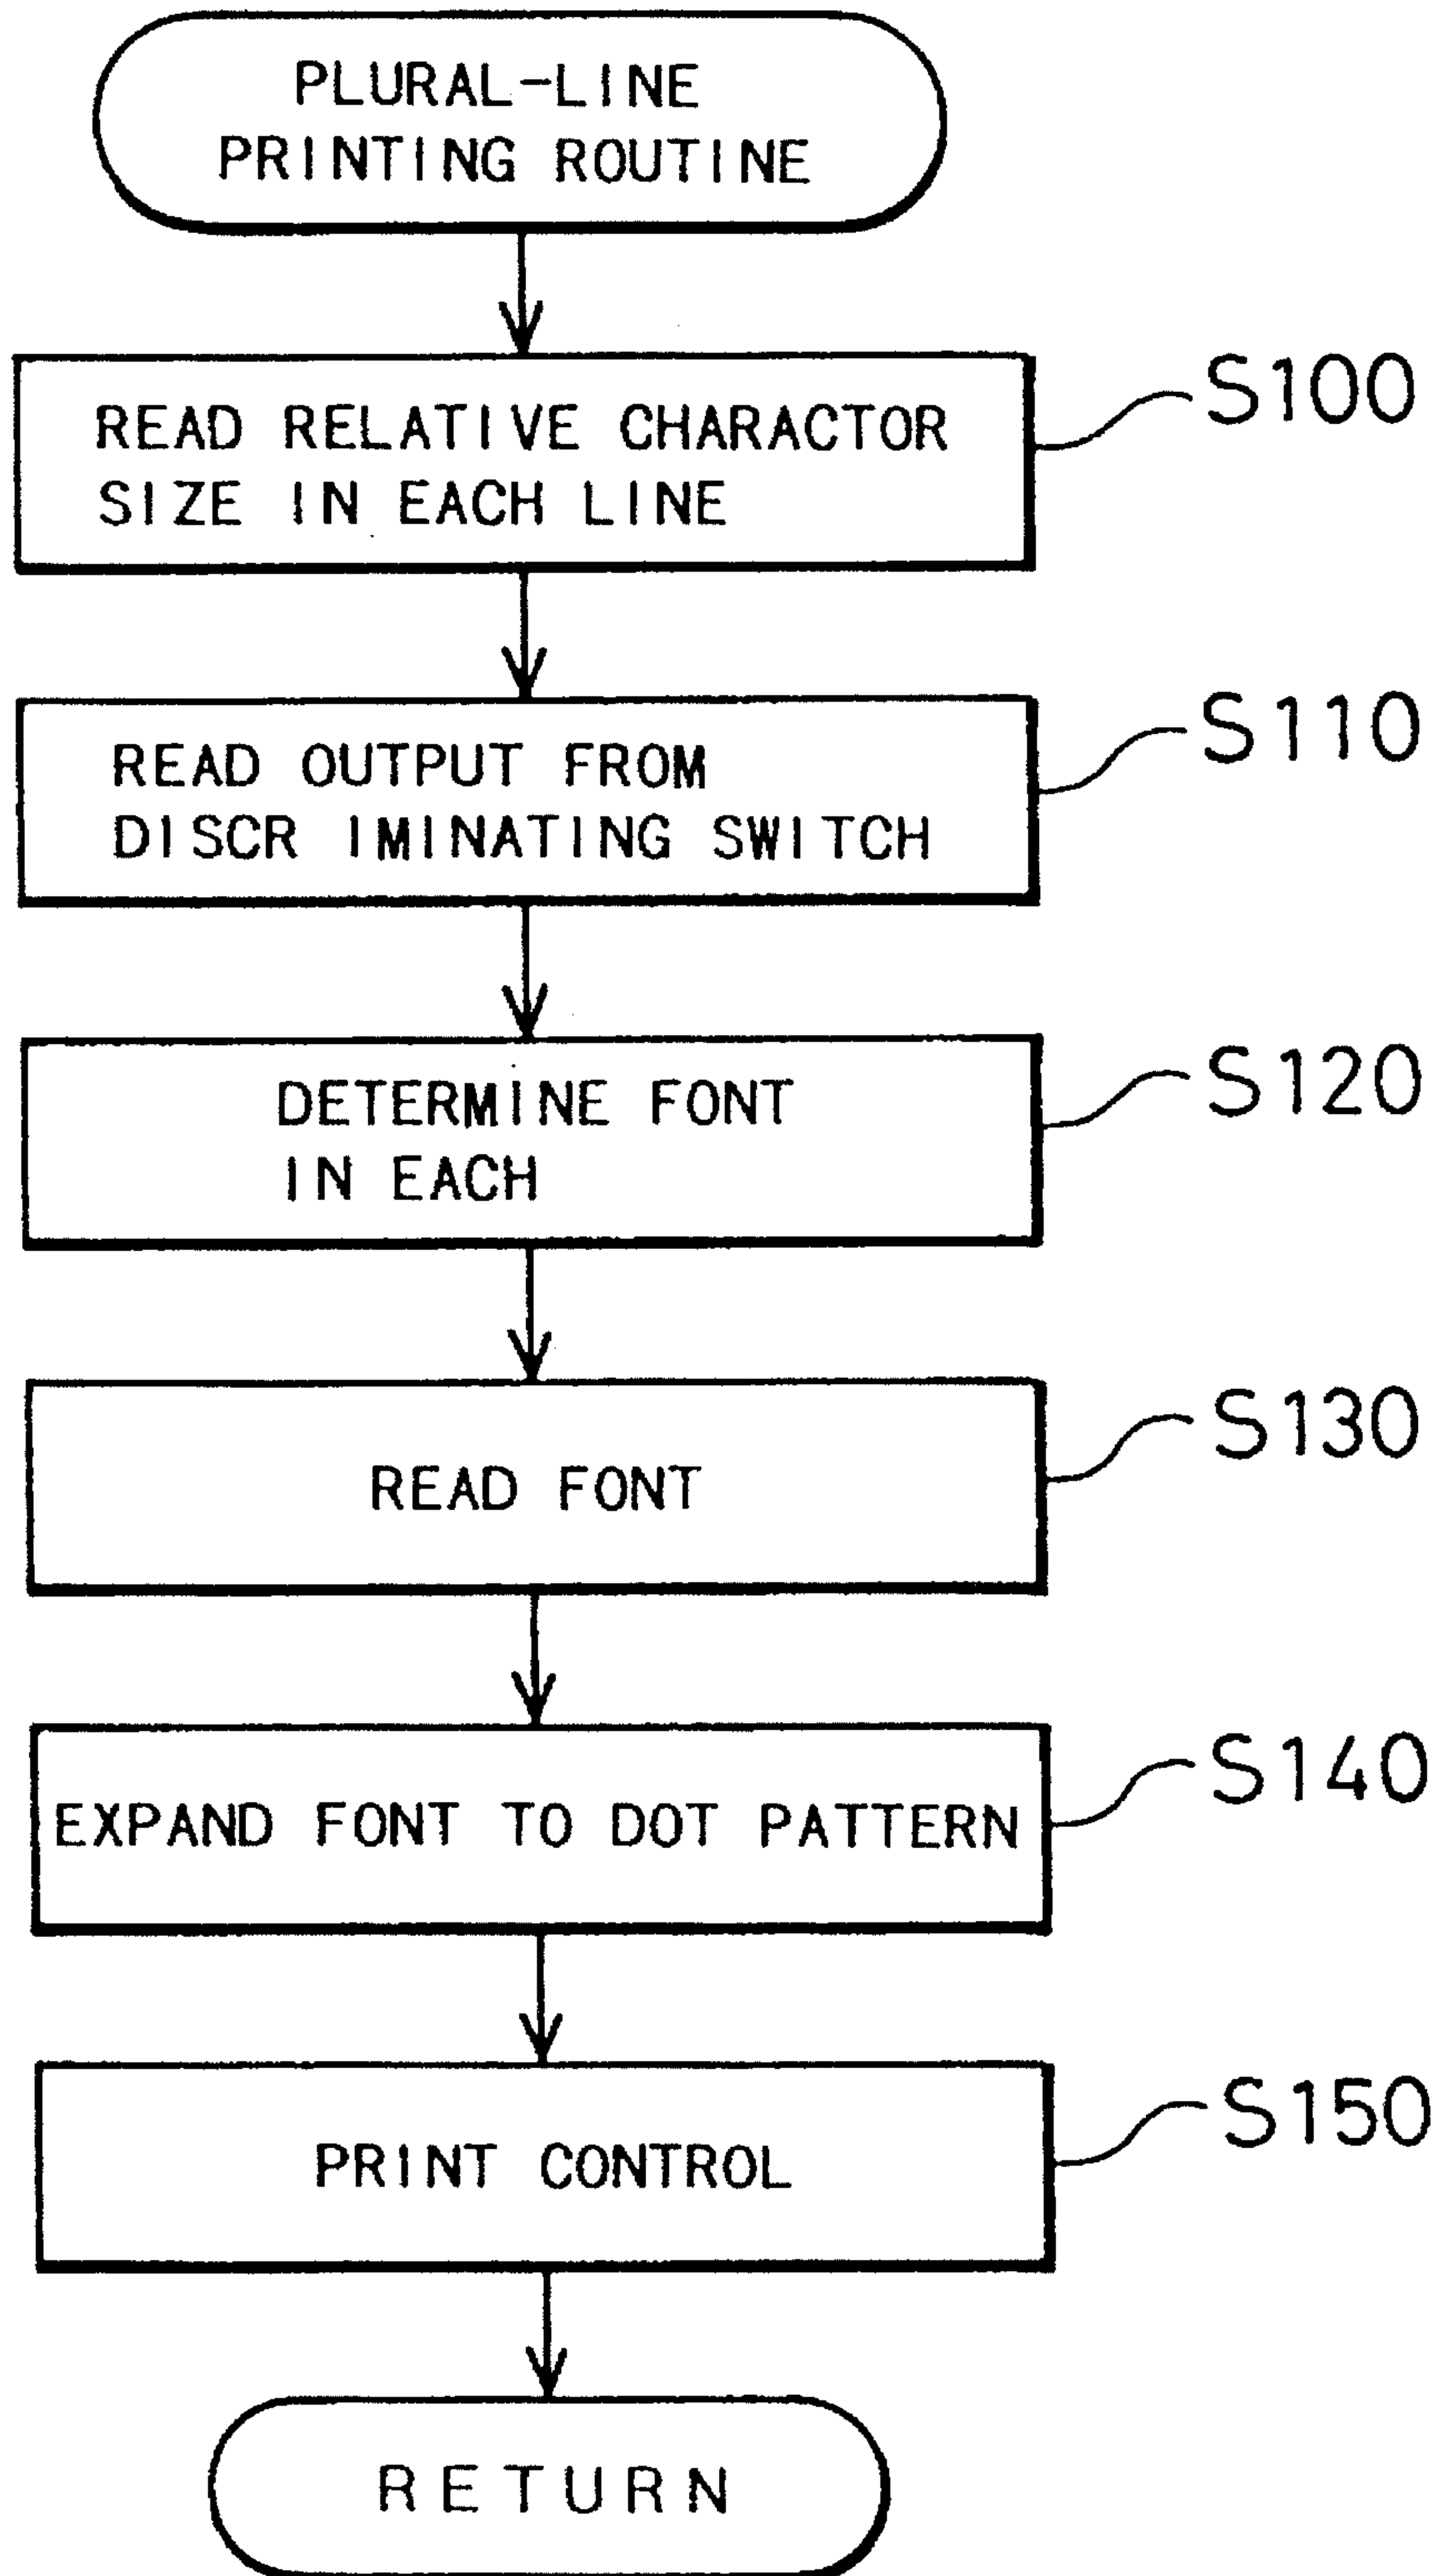 PLURAL-LINE
PRINTING ROUTINE
READ RELATIVE CHARACTOR
SIZE IN EACH LINE
S100
READ OUTPUT FROM
DISCR IMINATING SWITCH
S110
DETERMINE FONT
IN EACH
S120
READ FONT
S130
EXPAND FONT TO DOT PATTERN
S140
PRINT CONTROL
S150
RETURN